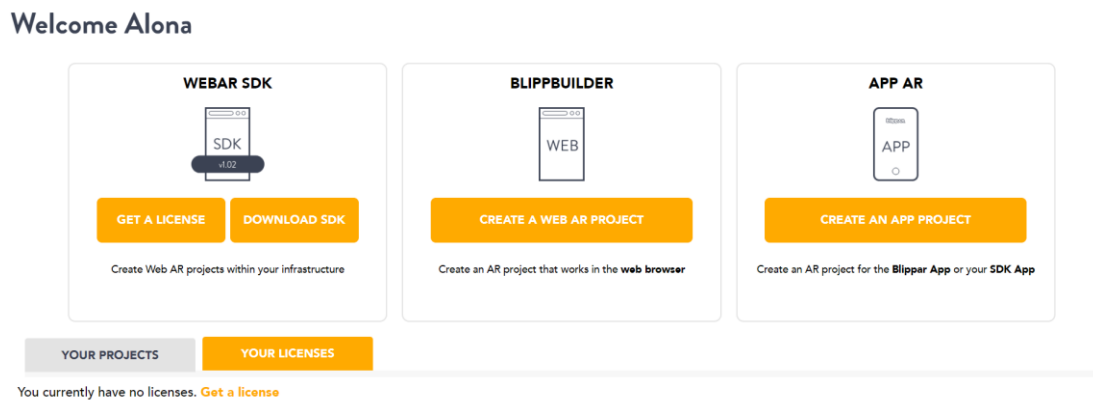 Welcome Alona
WEBAR SDK
SDK
v1.02
GET A LICENSE
DOWNLOAD SDK
Create Web AR projects within your infrastructure
BLIPPBUILDER
WEB
CREATE A WEB AR PROJECT
Create an AR project that works in the web browser
APP AR
APP
CREATE AN APP PROJECT
Create an AR project for the Blippar App or your SDK App
YOUR PROJECTS
YOUR LICENSES
You currently have no licenses. Get a license